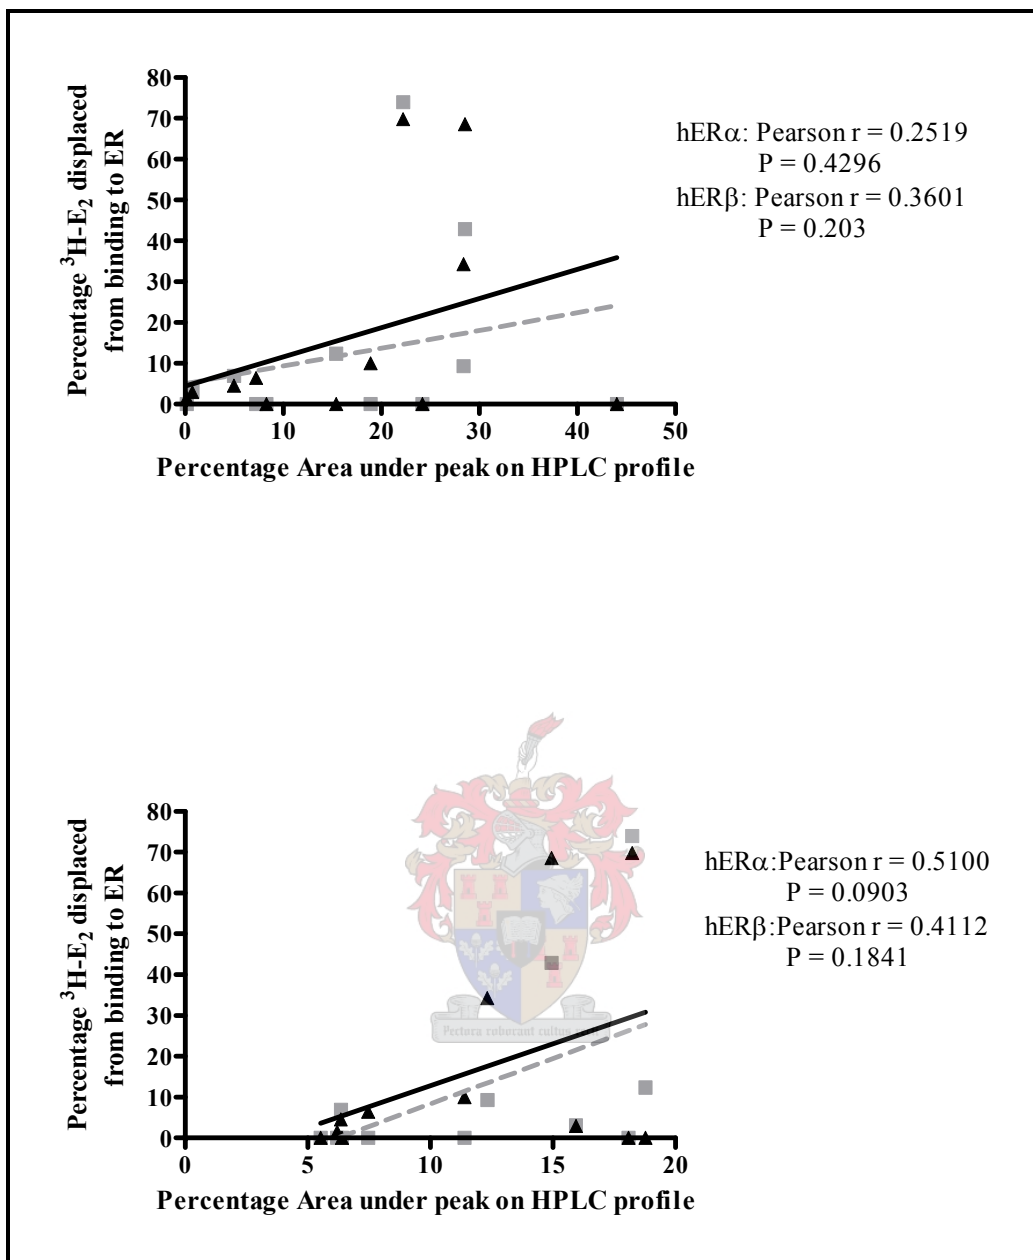 80
70
60
50
40
30
20
10
0
Percentage ³H-E₂ displaced
from binding to ER
0 10 20 30 40 50
Percentage Area under peak on HPLC profile
hERα: Pearson r = 0.2519
P = 0.4296
hERβ: Pearson r = 0.3601
P = 0.203
80
70
60
50
40
30
20
10
0
Percentage ³H-E₂ displaced
from binding to ER
0 5 10 15 20
Percentage Area under peak on HPLC profile
hERα:Pearson r = 0.5100
P = 0.0903
hERβ:Pearson r = 0.4112
P = 0.1841
Pectura roborant cultus